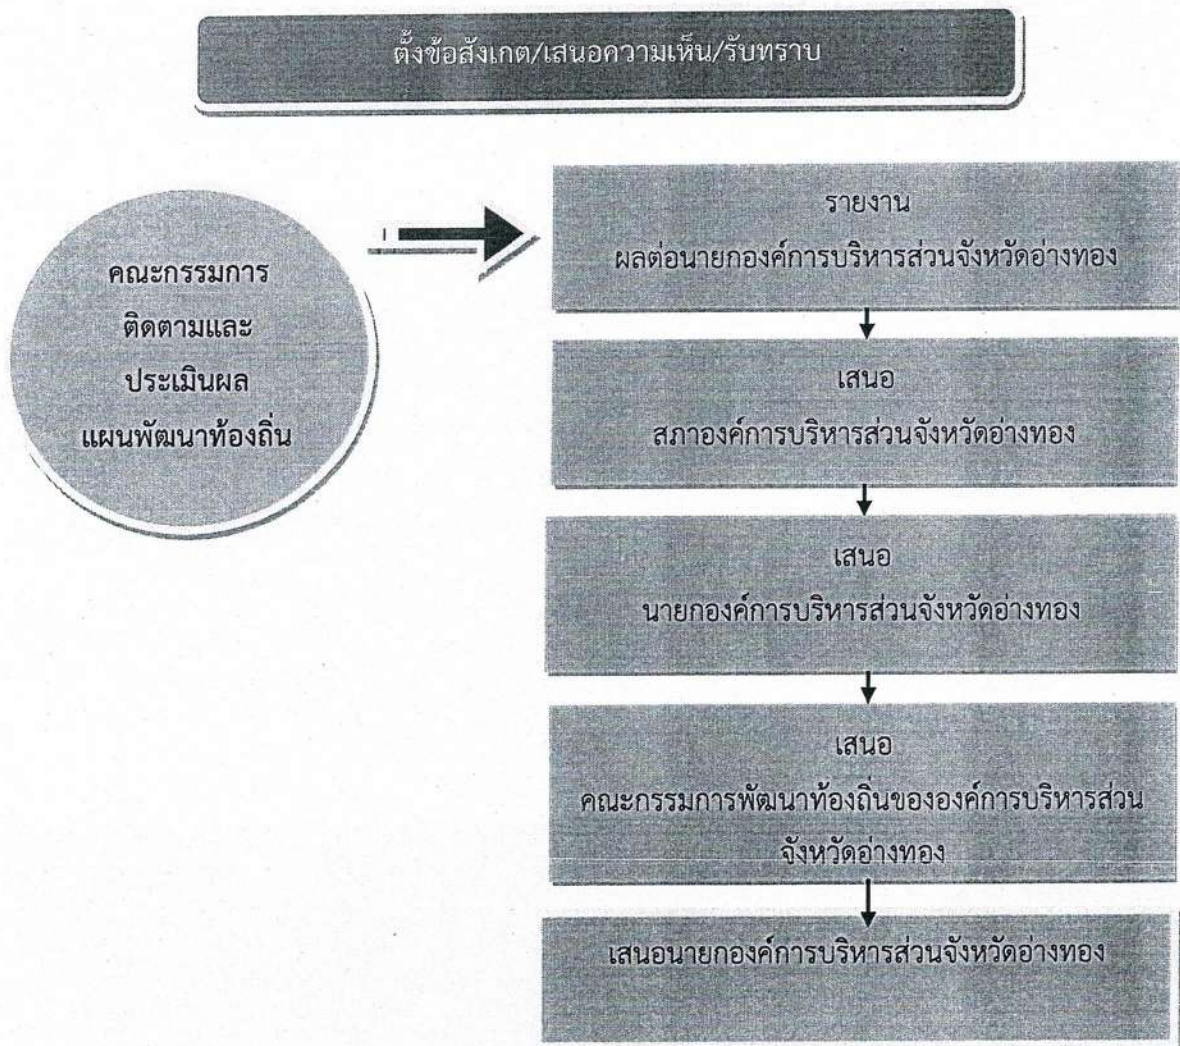 ตั้งข้อสังเกต/เสนอความเห็น/รับทราบ
คณะกรรมการ
ติดตามและ
ประเมินผล
แผนพัฒนาท้องถิ่น
รายงาน
ผลต่อนายกองค์การบริหารส่วนจังหวัดอ่างทอง
เสนอ
สภาองค์การบริหารส่วนจังหวัดอ่างทอง
เสนอ
นายกองค์การบริหารส่วนจังหวัดอ่างทอง
เสนอ
คณะกรรมการพัฒนาท้องถิ่นขององค์การบริหารส่วน
จังหวัดอ่างทอง
เสนอนายกองค์การบริหารส่วนจังหวัดอ่างทอง